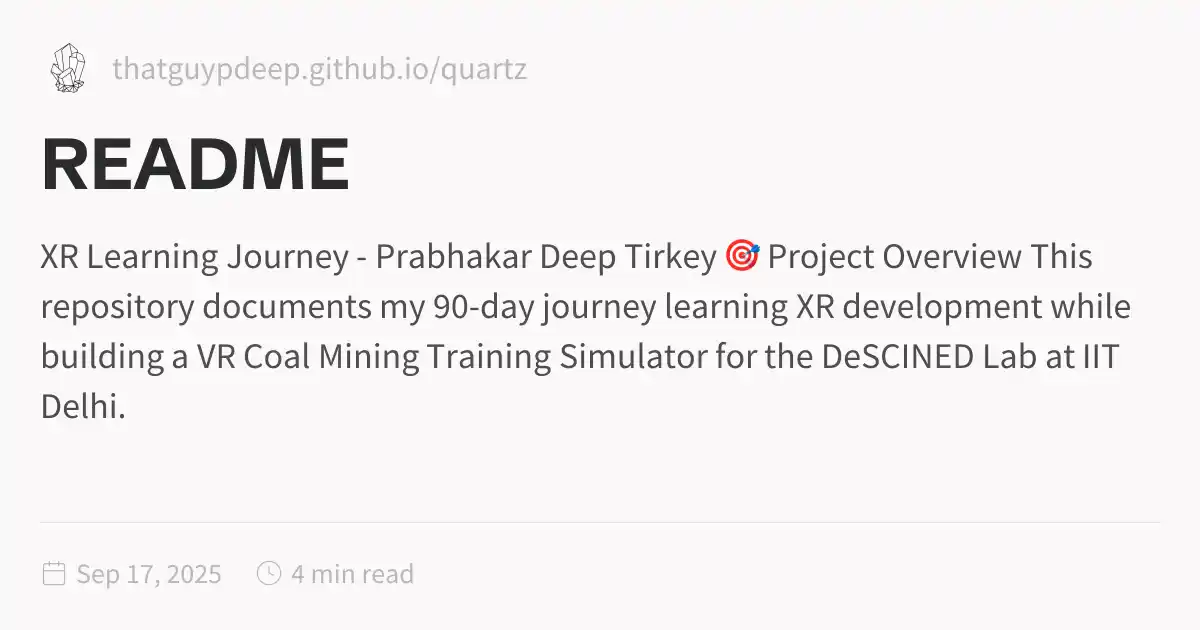 thatguypdeep.github.io/quartz
README
XR Learning Journey - Prabhakar Deep Tirkey 🎯 Project Overview This
repository documents my 90-day journey learning XR development while
building a VR Coal Mining Training Simulator for the DeSCINED Lab at IIT
Delhi.
Sep 17, 2025 4 min read